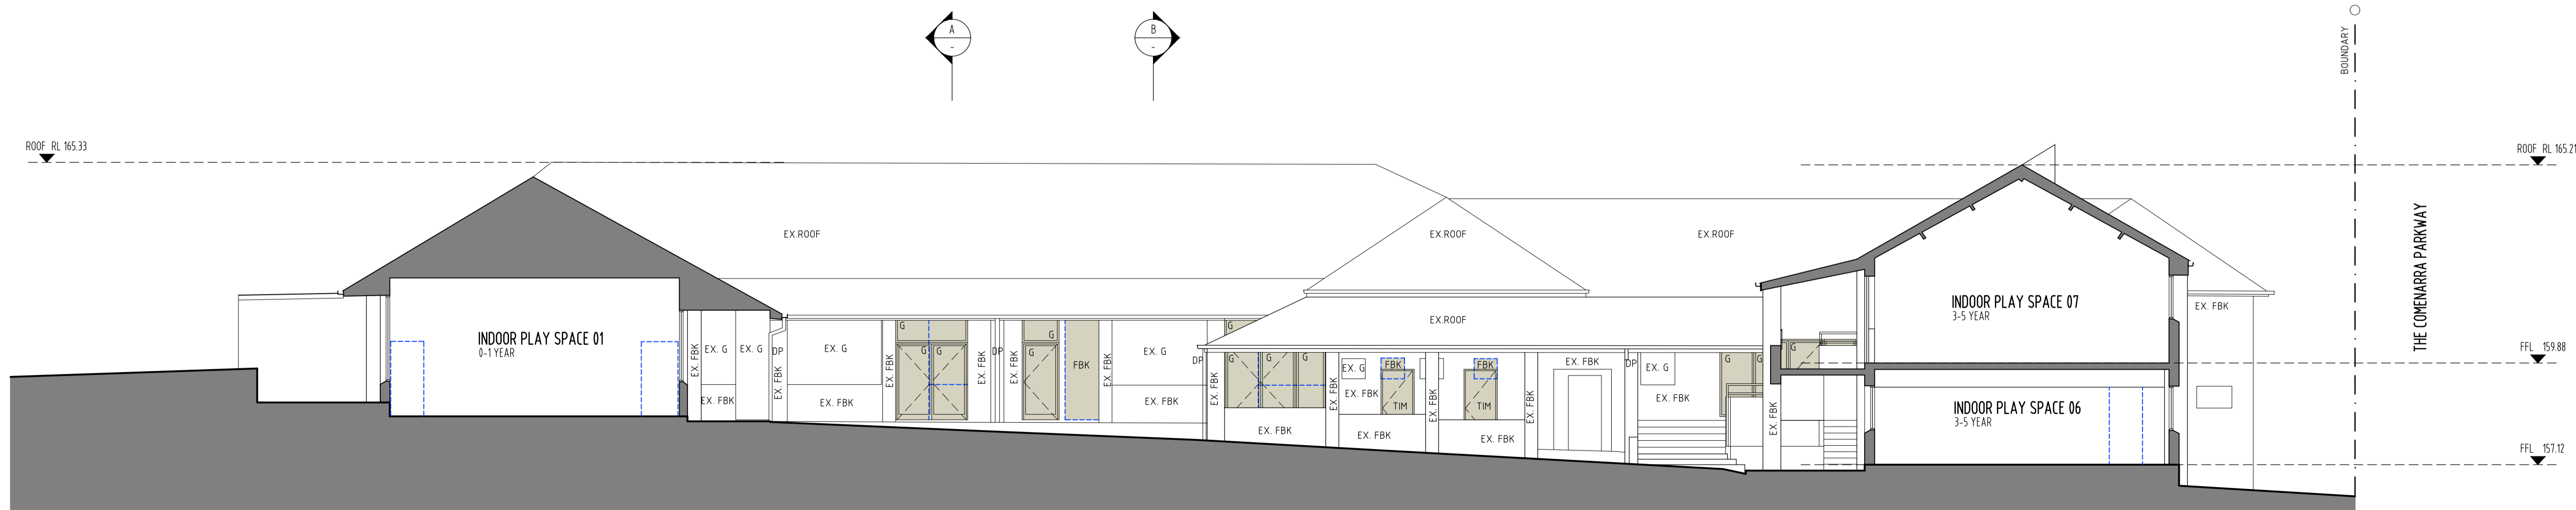 A
-
B
-
BOUNDARY
ROOF RL 165.33
ROOF RL 165.21
THE COMENARRA PARKWAY
EX.ROOF
EX.ROOF
EX.ROOF
EX.ROOF
INDOOR PLAY SPACE 01
0-1 YEAR
INDOOR PLAY SPACE 07
3-5 YEAR
INDOOR PLAY SPACE 06
3-5 YEAR
FFL 159.88
FFL 157.12
EX. FBK
EX. FBK
EX. G
EX. G
EX. FBK
DP
EX. FBK
EX. G
EX. FBK
EX. FBK
G
G
G
EX. FBK
DP
EX. FBK
G
G
FBK
EX. FBK
EX. G
EX. FBK
DP
EX. FBK
G
G
G
G
EX. FBK
EX. FBK
EX. G
EX. FBK
EX. FBK
FBK
TIM
EX. FBK
FBK
TIM
EX. FBK
EX. FBK
EX. FBK
DP
EX. G
EX. FBK
G
G
EX. FBK
G